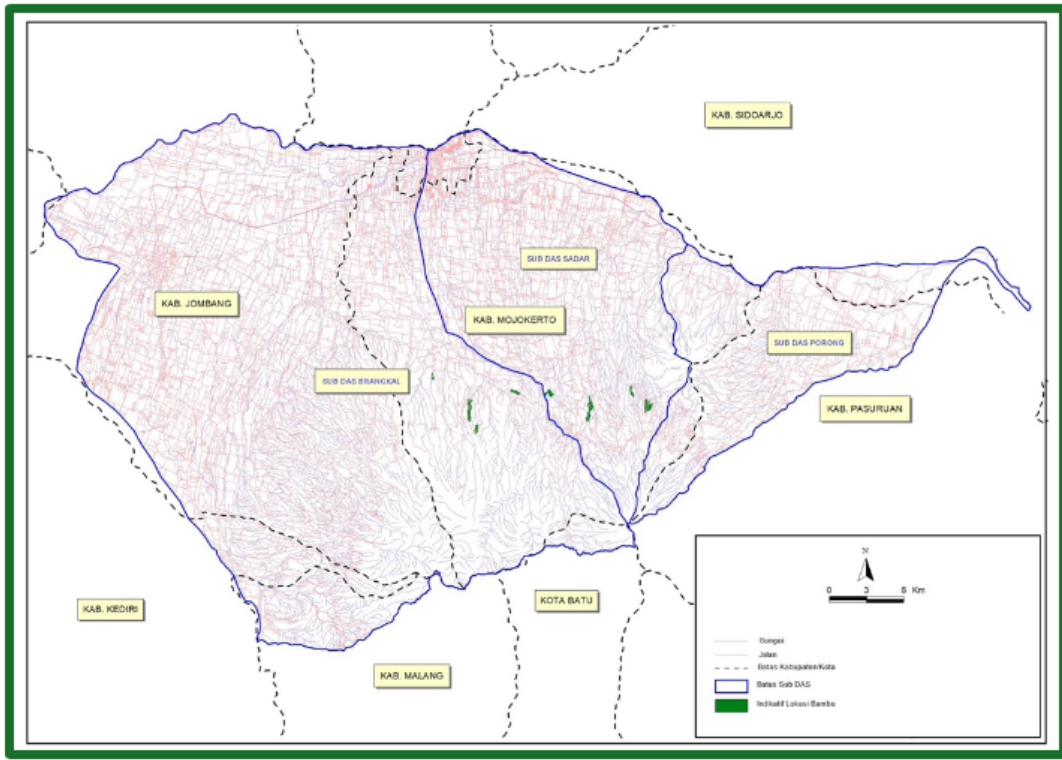 KAB. SIDOARJO
SUB DAS SADAR
KAB. JOMBANG
KAB. MOJOKERTO
SUB DAS PORONG
SUB DAS BRANGKAL
KAB. PASURUAN
KAB. KEDIRI
KOTA BATU
KAB. MALANG
N
0 3 6 Km
Sungai
Jalan
Batas Kabupaten/Kota
Batas Sub DAS
Indikatif Lokasi Bambu